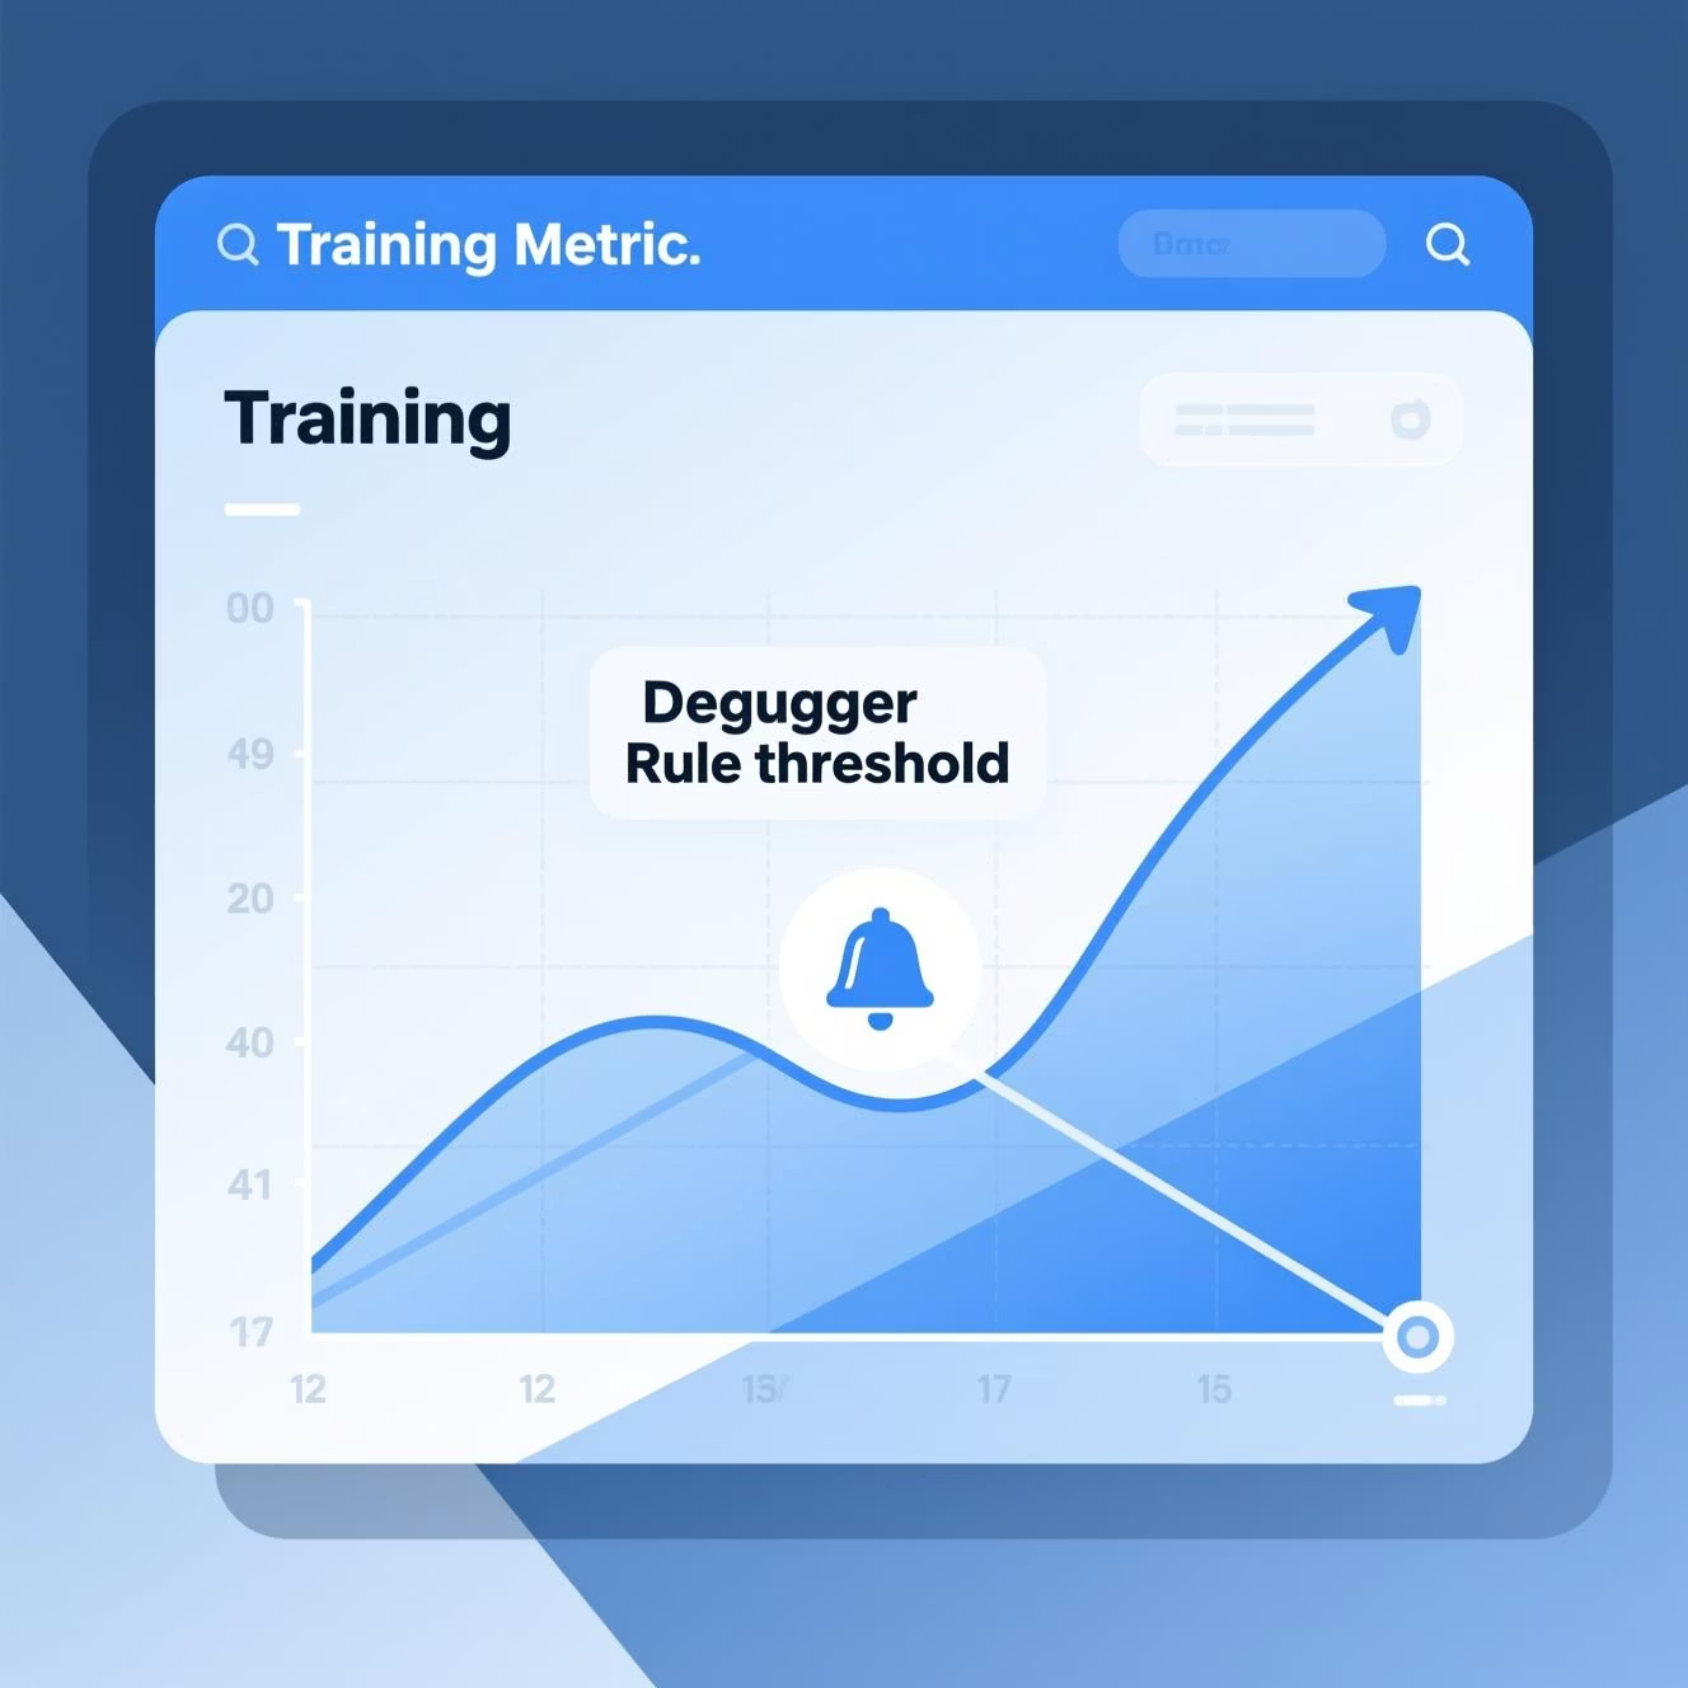 Training Metric.
Training
Degugger
Rule threshold
00
49
20
40
41
17
12
12
13/
17
15